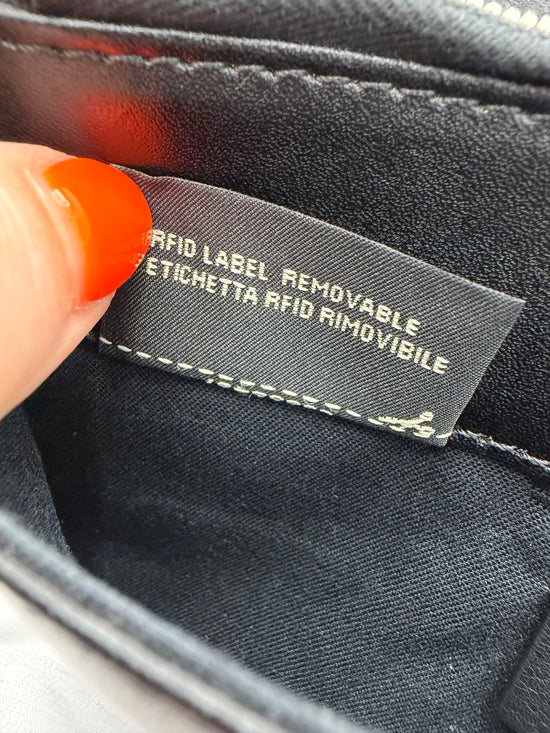 RFID LABEL REMOVABLE
ETICHETTA RFID RIMOVIBILE